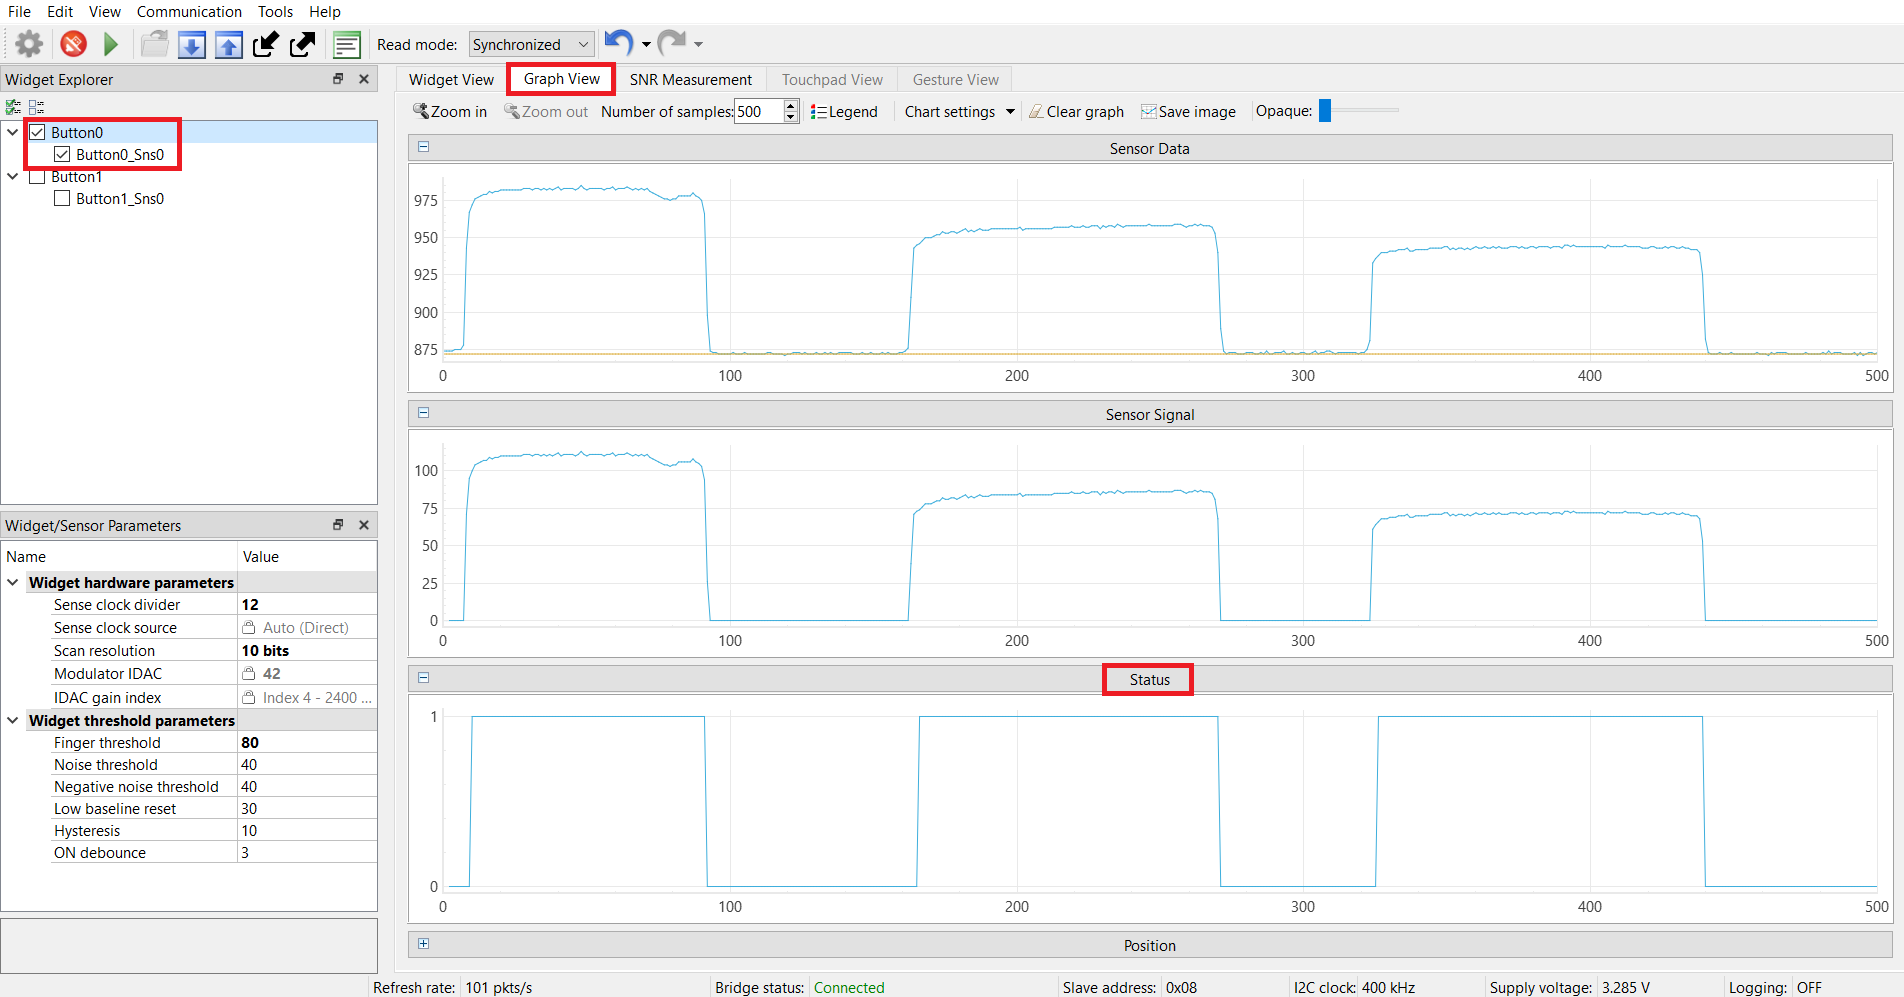 File Edit View Communication Tools Help
Read mode: Synchronized
Widget Explorer
Button0
Button0_Sns0
Button1
Button1_Sns0
Widget/Sensor Parameters
Name Value
Widget hardware parameters
Sense clock divider 12
Sense clock source Auto (Direct)
Scan resolution 10 bits
Modulator IDAC 42
IDAC gain index Index 4 - 2400 ...
Widget threshold parameters
Finger threshold 80
Noise threshold 40
Negative noise threshold 40
Low baseline reset 30
Hysteresis 10
ON debounce 3
Widget View Graph View SNR Measurement Touchpad View Gesture View
Zoom in Zoom out Number of samples: 500 Legend Chart settings Clear graph Save image Opaque:
Sensor Data
975
950
925
900
875
0 100 200 300 400 500
Sensor Signal
100
75
50
25
0
0 100 200 300 400 500
Status
1
0
0 100 200 300 400 500
Position
Refresh rate: 101 pkts/s Bridge status: Connected Slave address: 0x08 I2C clock: 400 kHz Supply voltage: 3.285 V Logging: OFF